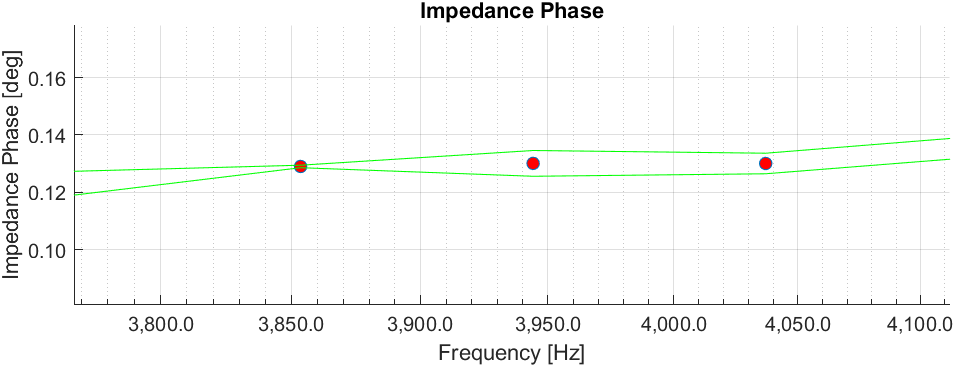 Impedance Phase
Impedance Phase [deg]
0.16
0.14
0.12
0.10
3,800.0 3,850.0 3,900.0 3,950.0 4,000.0 4,050.0 4,100.0
Frequency [Hz]